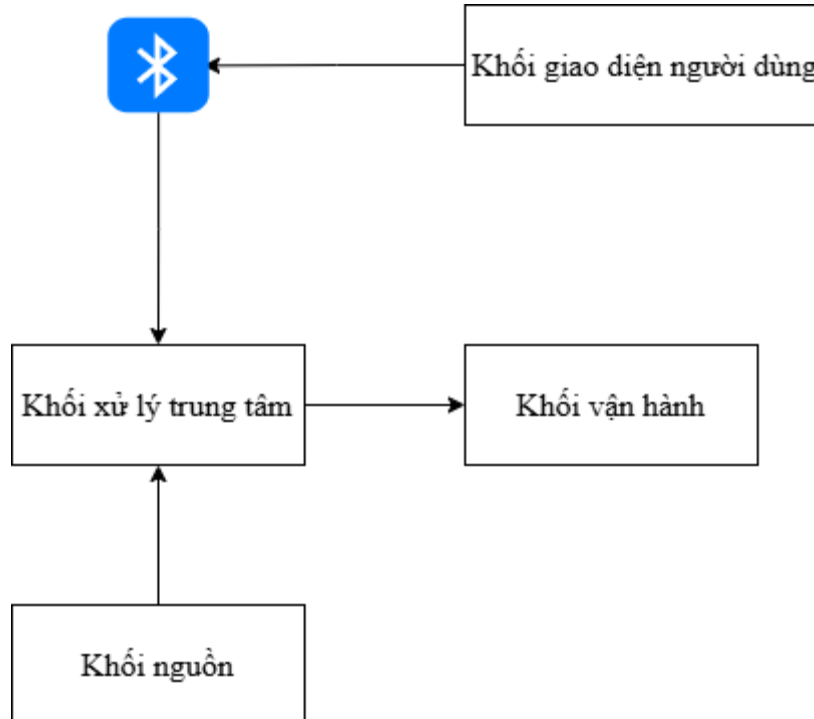 Khối giao diện người dùng
Khối xử lý trung tâm
Khối vận hành
Khối nguồn